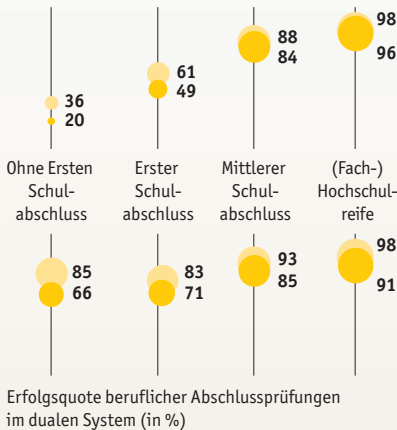 36
20
61
49
88
84
98
96
Ohne Ersten Schul- abschluss
Erster Schul- abschluss
Mittlerer Schul- abschluss
(Fach-) Hochschul- reife
85
66
83
71
93
85
98
91
Erfolgsquote beruflicher Abschlussprüfungen
im dualen System (in %)